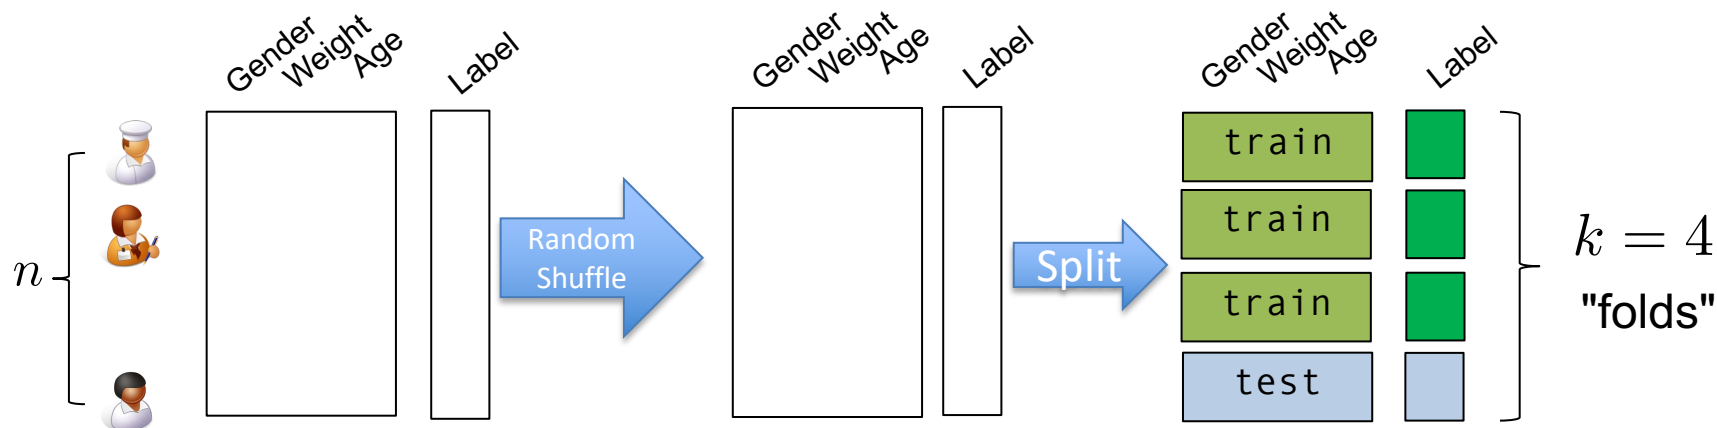 Gender
Weight
Age
Label
Gender
Weight
Age
Label
Gender
Weight
Age
Label
n
Random
Shuffle
Split
train
train
train
test
k = 4
"folds"